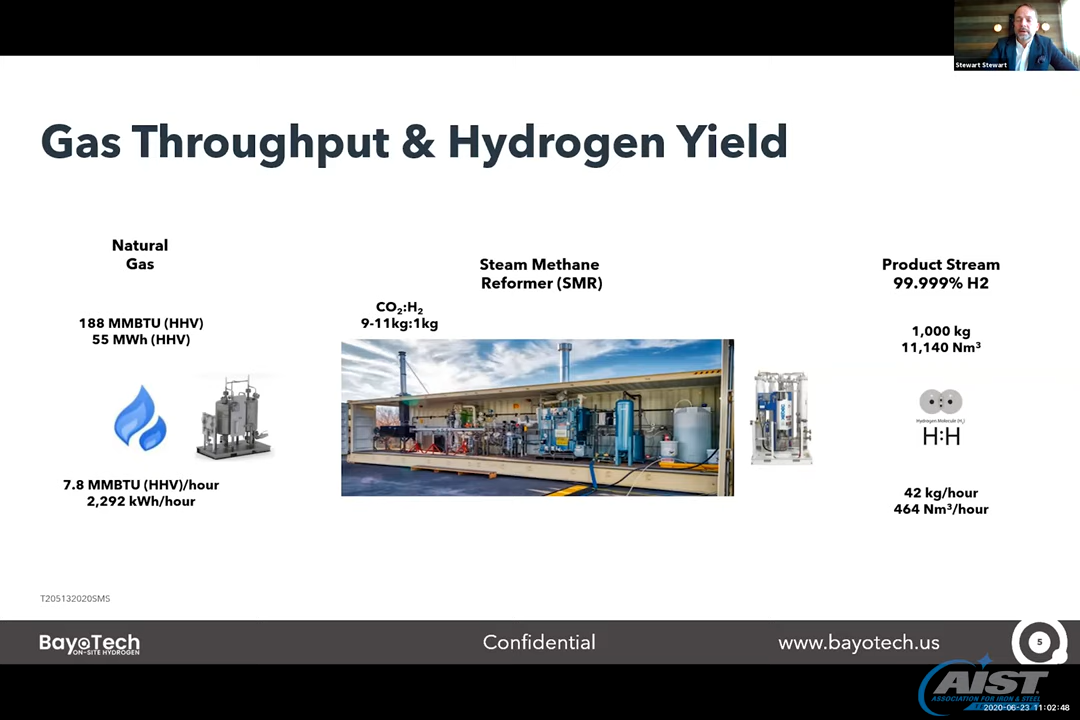 Stewart Stewart
Gas Throughput & Hydrogen Yield
Natural
Gas
188 MMBTU (HHV)
55 MWh (HHV)
7.8 MMBTU (HHV)/hour
2,292 kWh/hour
Steam Methane
Reformer (SMR)
CO₂:H₂
9-11kg:1kg
Product Stream
99.999% H2
1,000 kg
11,140 Nm³
Hydrogen Molecule (H₂)
H:H
42 kg/hour
464 Nm³/hour
T205132020SMS
BayoTech
ON-SITE HYDROGEN
Confidential
www.bayotech.us
5
AIST
ASSOCIATION FOR IRON & STEEL
2020-06-23 11:02:48